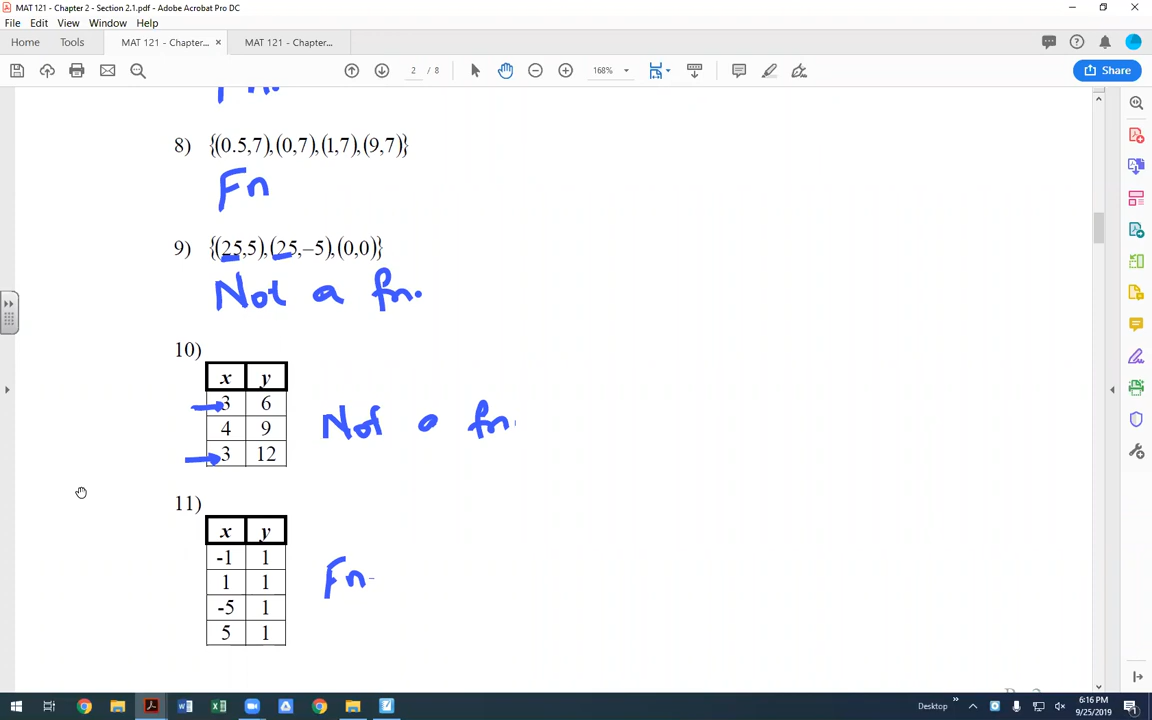 MAT 121 - Chapter 2 - Section 2.1.pdf - Adobe Acrobat Pro DC
File Edit View Window Help
Home Tools MAT 121 - Chapter... × MAT 121 - Chapter...
2 / 8 168% Share
Fn.
8) {(0.5,7),(0,7),(1,7),(9,7)}
Fn
9) {(25,5),(25,−5),(0,0)}
Not a fn.
10)
x y
3 6
4 9
3 12
Not a fn.
11)
x y
-1 1
1 1
-5 1
5 1
Fn-
Desktop » 6:16 PM
9/25/2019